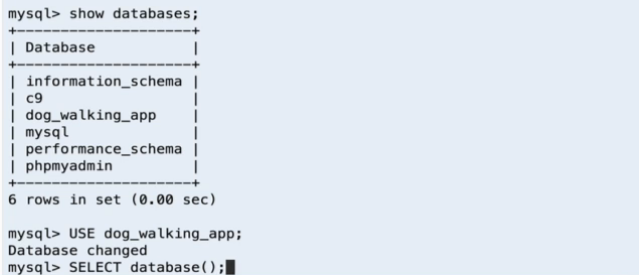 mysql> show databases;
+--------------------+
| Database           |
+--------------------+
| information_schema |
| c9                 |
| dog_walking_app    |
| mysql              |
| performance_schema |
| phpmyadmin         |
+--------------------+
6 rows in set (0.00 sec)
mysql> USE dog_walking_app;
Database changed
mysql> SELECT database();